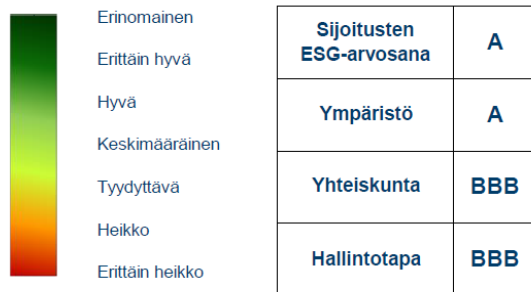 Erinomainen
Erittäin hyvä
Hyvä
Keskimääräinen
Tyydyttävä
Heikko
Erittäin heikko
Sijoitusten
ESG-arvosana
A
Ympäristö
A
Yhteiskunta
BBB
Hallintotapa
BBB